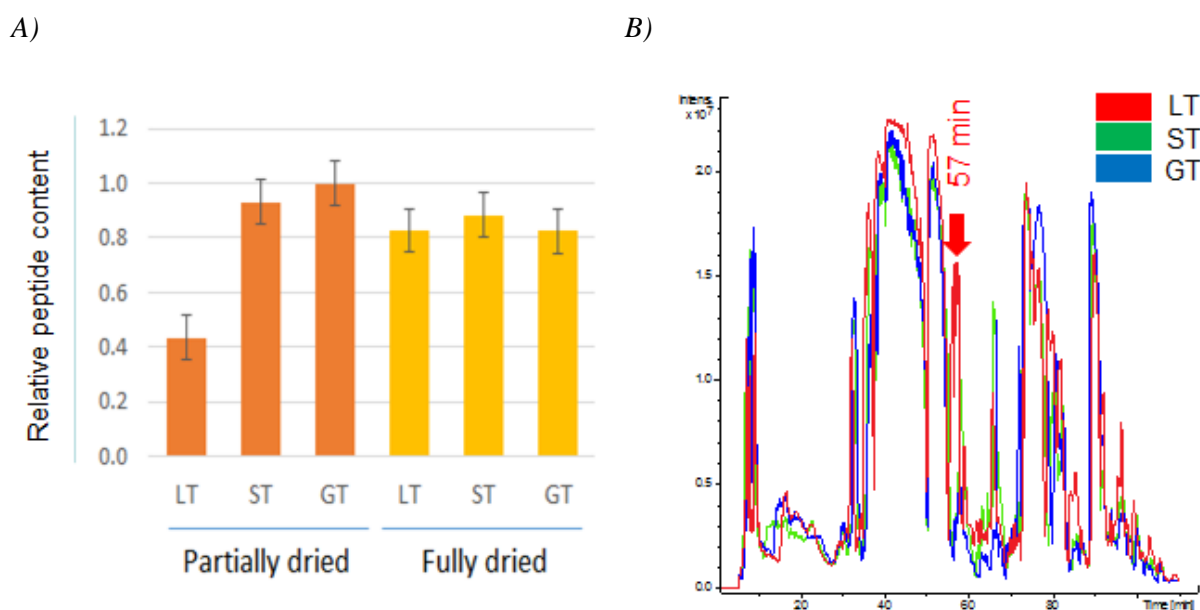 A)
B)
Relative peptide content
1.2
1.0
0.8
0.6
0.4
0.2
0.0
LT ST GT LT ST GT
Partially dried Fully dried
Intens.
x10⁷
2.0
1.5
1.0
0.5
0.0
20 40 60 80 Time [min]
57 min
LT
ST
GT